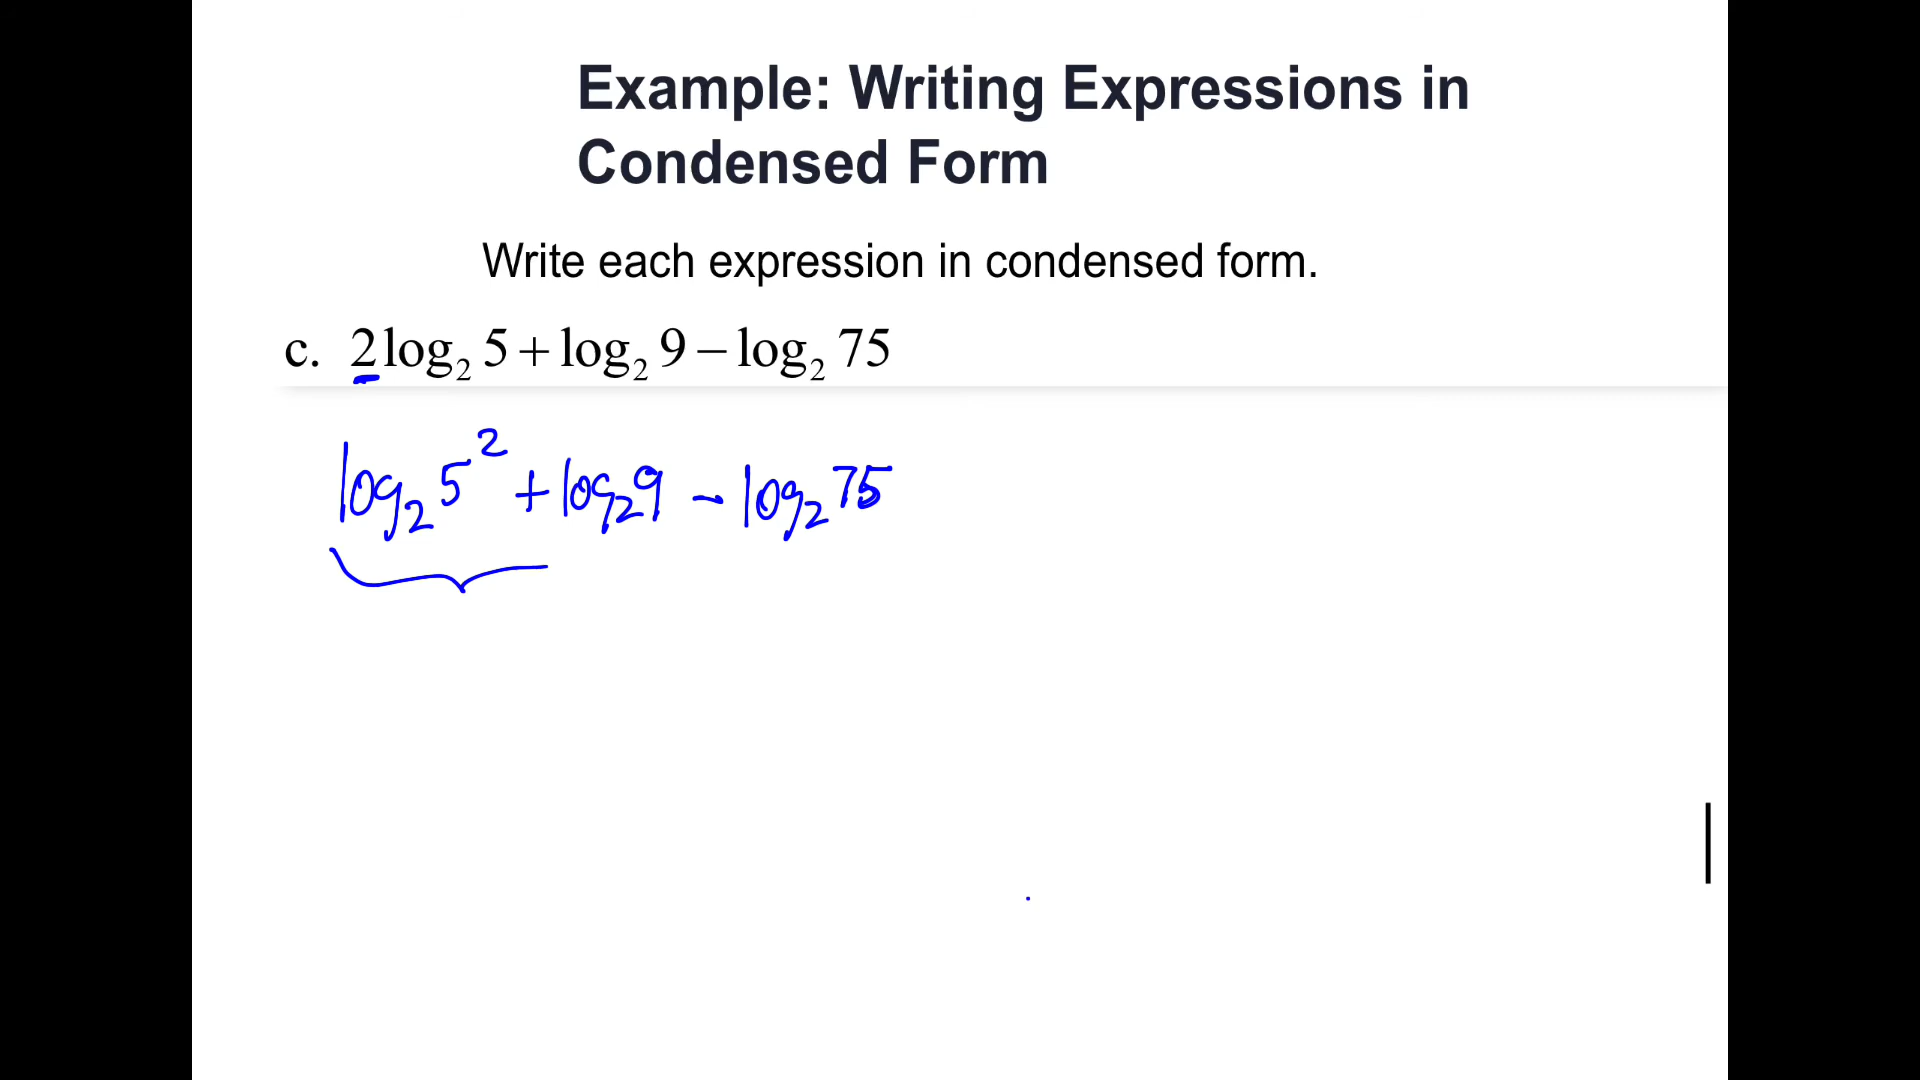 Example: Writing Expressions in
Condensed Form
Write each expression in condensed form.
c. 2log₂ 5 + log₂ 9 − log₂ 75
log₂ 5² + log₂ 9 − log₂ 75